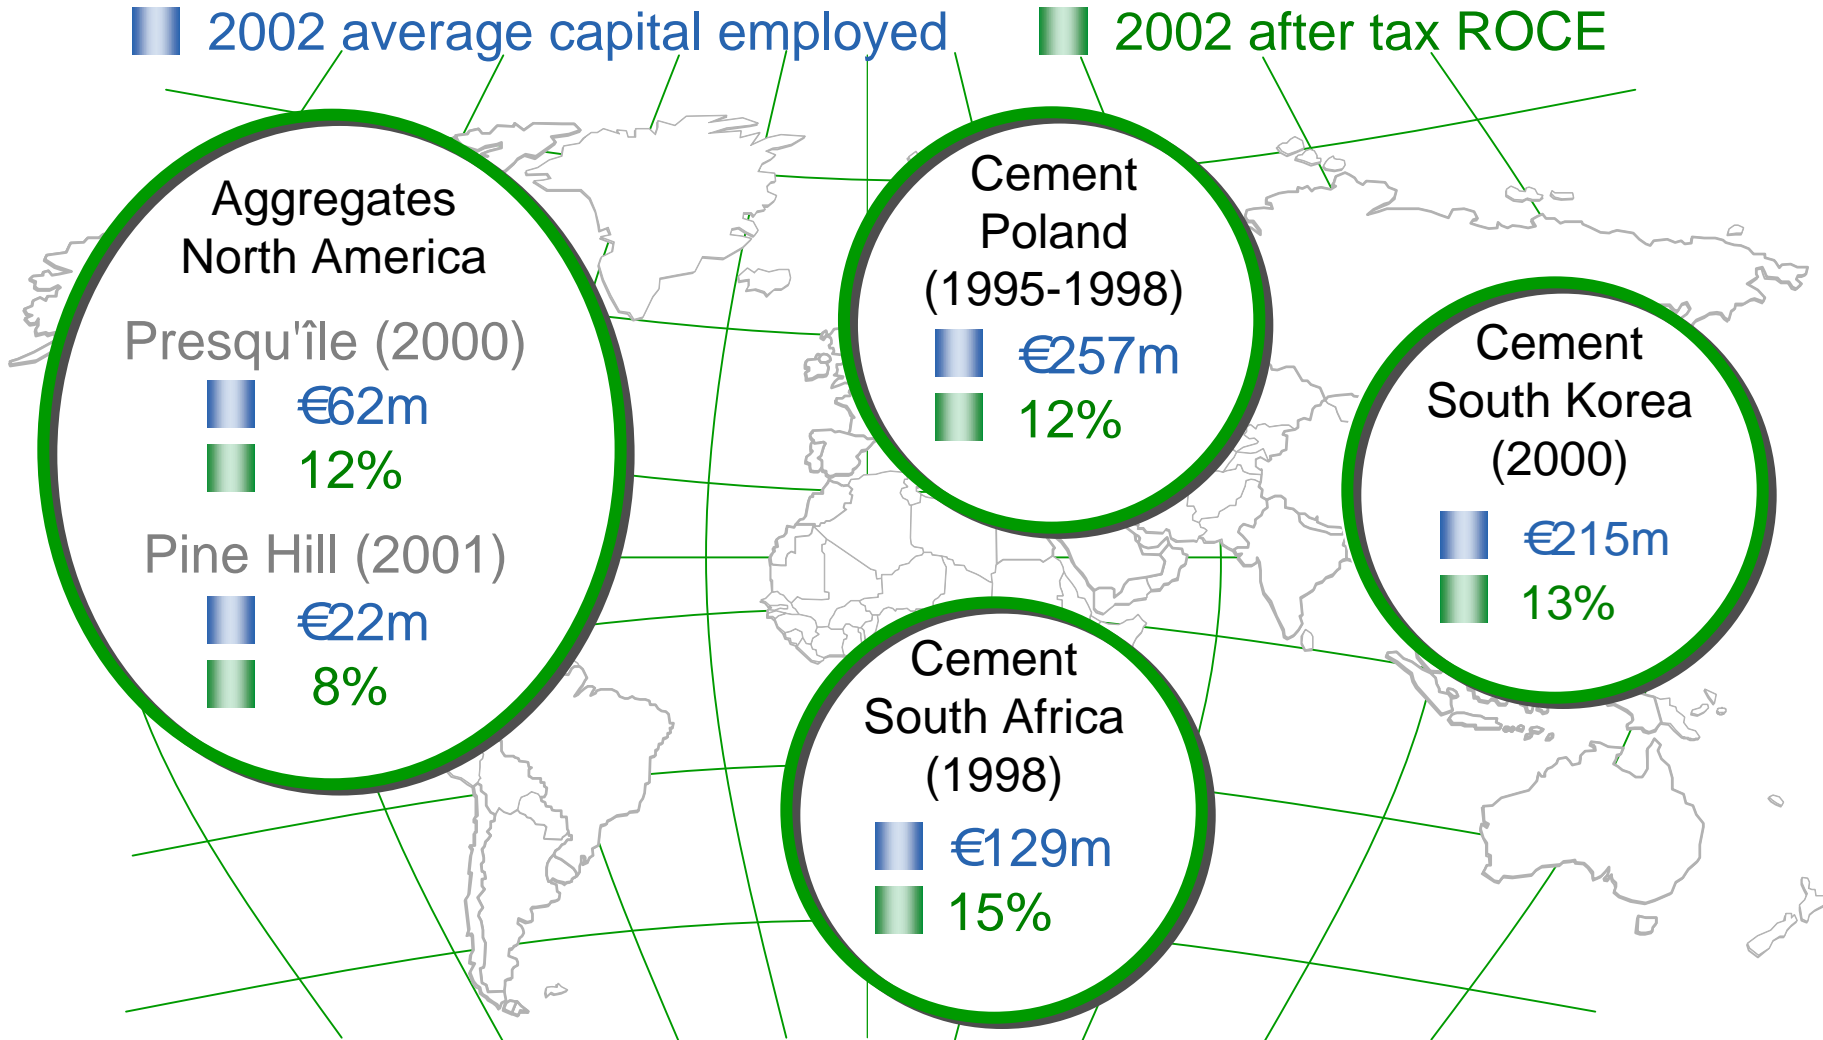 2002 average capital employed
2002 after tax ROCE
Aggregates
North America
Presqu'île (2000)
€62m
12%
Pine Hill (2001)
€22m
8%
Cement
Poland
(1995-1998)
€257m
12%
Cement
South Korea
(2000)
€215m
13%
Cement
South Africa
(1998)
€129m
15%